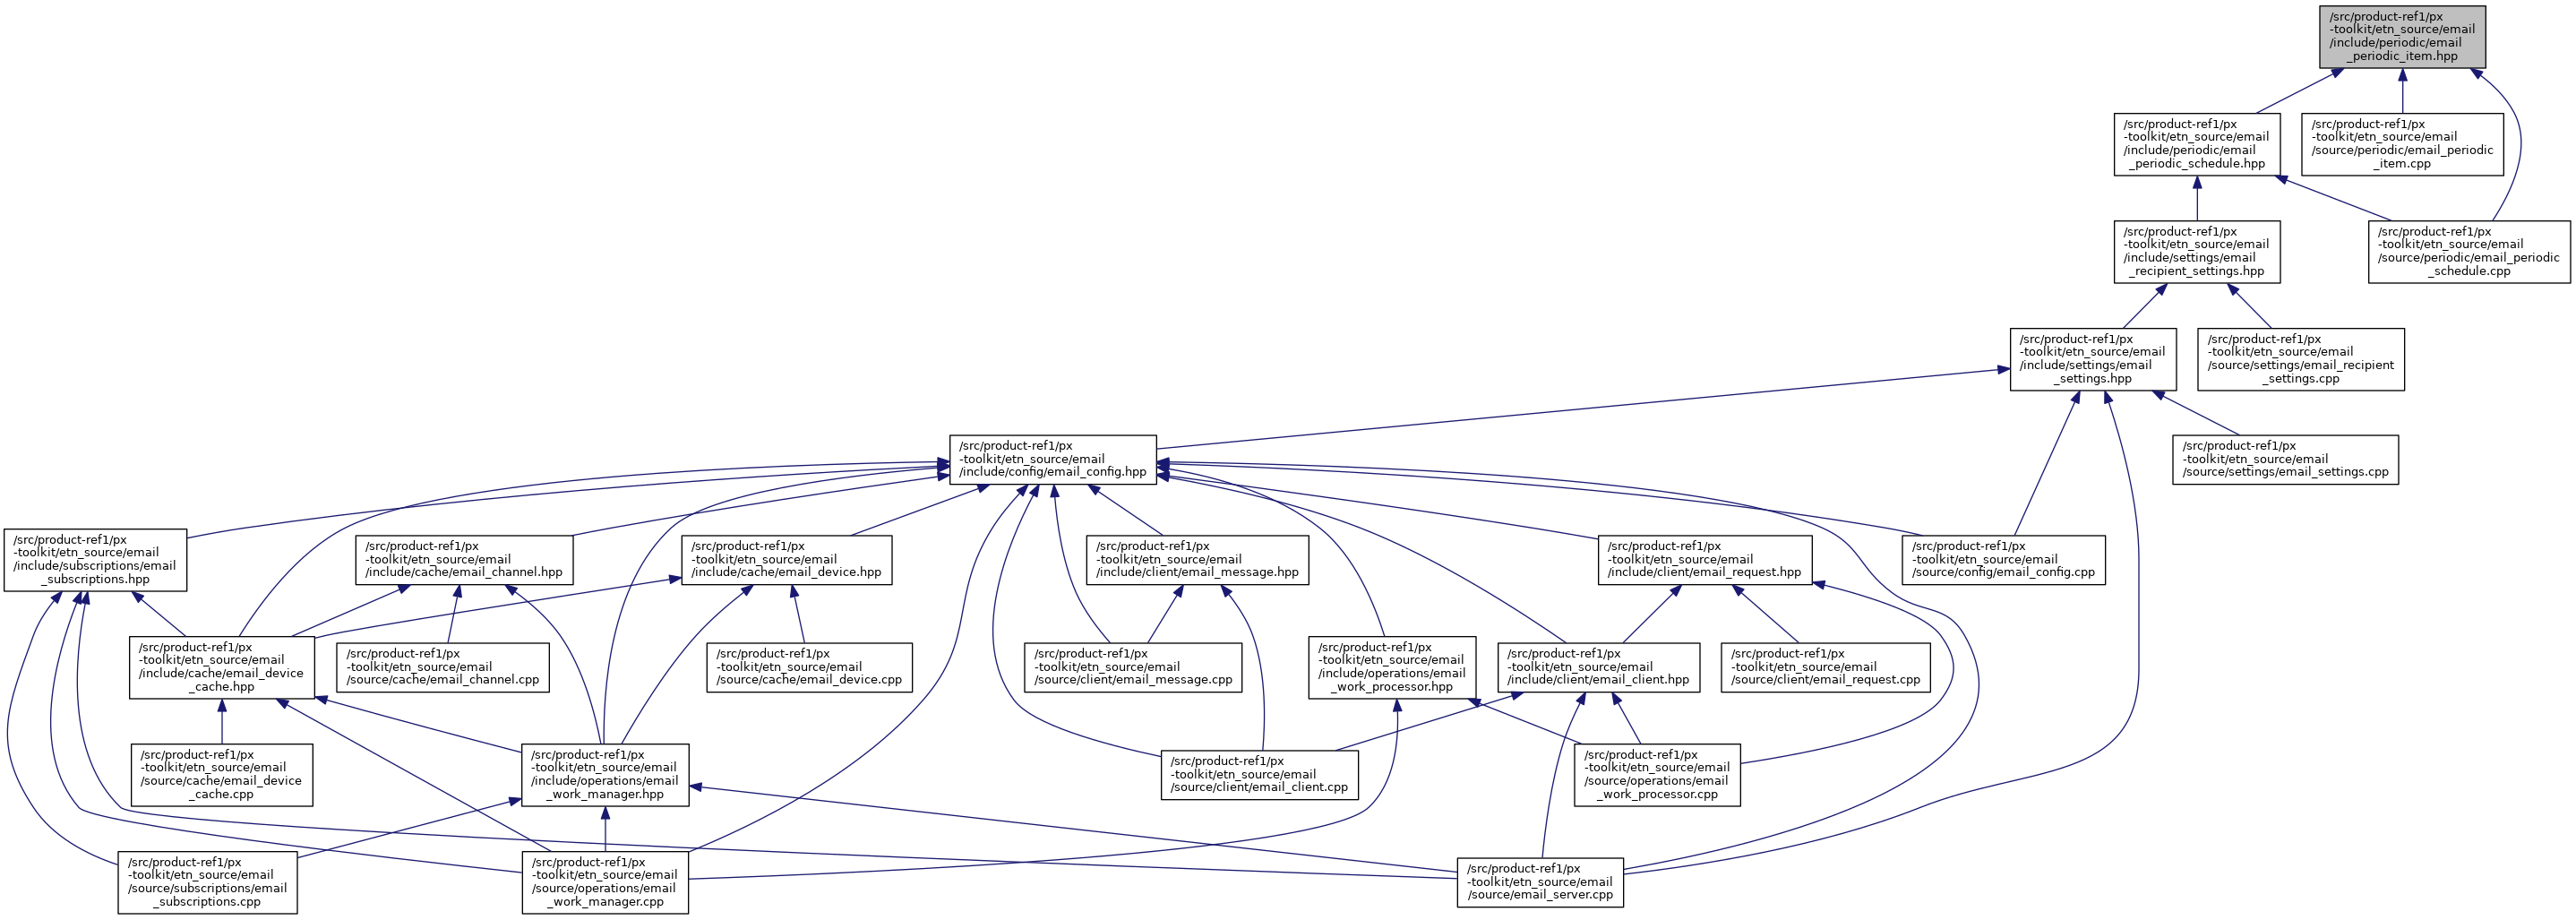 /src/product-ref1/px
-toolkit/etn_source/email
/include/periodic/email
_periodic_item.hpp
/src/product-ref1/px
-toolkit/etn_source/email
/include/periodic/email
_periodic_schedule.hpp
/src/product-ref1/px
-toolkit/etn_source/email
/source/periodic/email_periodic
_item.cpp
/src/product-ref1/px
-toolkit/etn_source/email
/include/settings/email
_recipient_settings.hpp
/src/product-ref1/px
-toolkit/etn_source/email
/source/periodic/email_periodic
_schedule.cpp
/src/product-ref1/px
-toolkit/etn_source/email
/include/settings/email
_settings.hpp
/src/product-ref1/px
-toolkit/etn_source/email
/source/settings/email_recipient
_settings.cpp
/src/product-ref1/px
-toolkit/etn_source/email
/include/config/email_config.hpp
/src/product-ref1/px
-toolkit/etn_source/email
/source/settings/email_settings.cpp
/src/product-ref1/px
-toolkit/etn_source/email
/include/subscriptions/email
_subscriptions.hpp
/src/product-ref1/px
-toolkit/etn_source/email
/include/cache/email_channel.hpp
/src/product-ref1/px
-toolkit/etn_source/email
/include/cache/email_device.hpp
/src/product-ref1/px
-toolkit/etn_source/email
/include/client/email_message.hpp
/src/product-ref1/px
-toolkit/etn_source/email
/include/client/email_request.hpp
/src/product-ref1/px
-toolkit/etn_source/email
/source/config/email_config.cpp
/src/product-ref1/px
-toolkit/etn_source/email
/include/cache/email_device
_cache.hpp
/src/product-ref1/px
-toolkit/etn_source/email
/source/cache/email_channel.cpp
/src/product-ref1/px
-toolkit/etn_source/email
/source/cache/email_device.cpp
/src/product-ref1/px
-toolkit/etn_source/email
/source/client/email_message.cpp
/src/product-ref1/px
-toolkit/etn_source/email
/include/operations/email
_work_processor.hpp
/src/product-ref1/px
-toolkit/etn_source/email
/include/client/email_client.hpp
/src/product-ref1/px
-toolkit/etn_source/email
/source/client/email_request.cpp
/src/product-ref1/px
-toolkit/etn_source/email
/source/cache/email_device
_cache.cpp
/src/product-ref1/px
-toolkit/etn_source/email
/include/operations/email
_work_manager.hpp
/src/product-ref1/px
-toolkit/etn_source/email
/source/client/email_client.cpp
/src/product-ref1/px
-toolkit/etn_source/email
/source/operations/email
_work_processor.cpp
/src/product-ref1/px
-toolkit/etn_source/email
/source/subscriptions/email
_subscriptions.cpp
/src/product-ref1/px
-toolkit/etn_source/email
/source/operations/email
_work_manager.cpp
/src/product-ref1/px
-toolkit/etn_source/email
/source/email_server.cpp